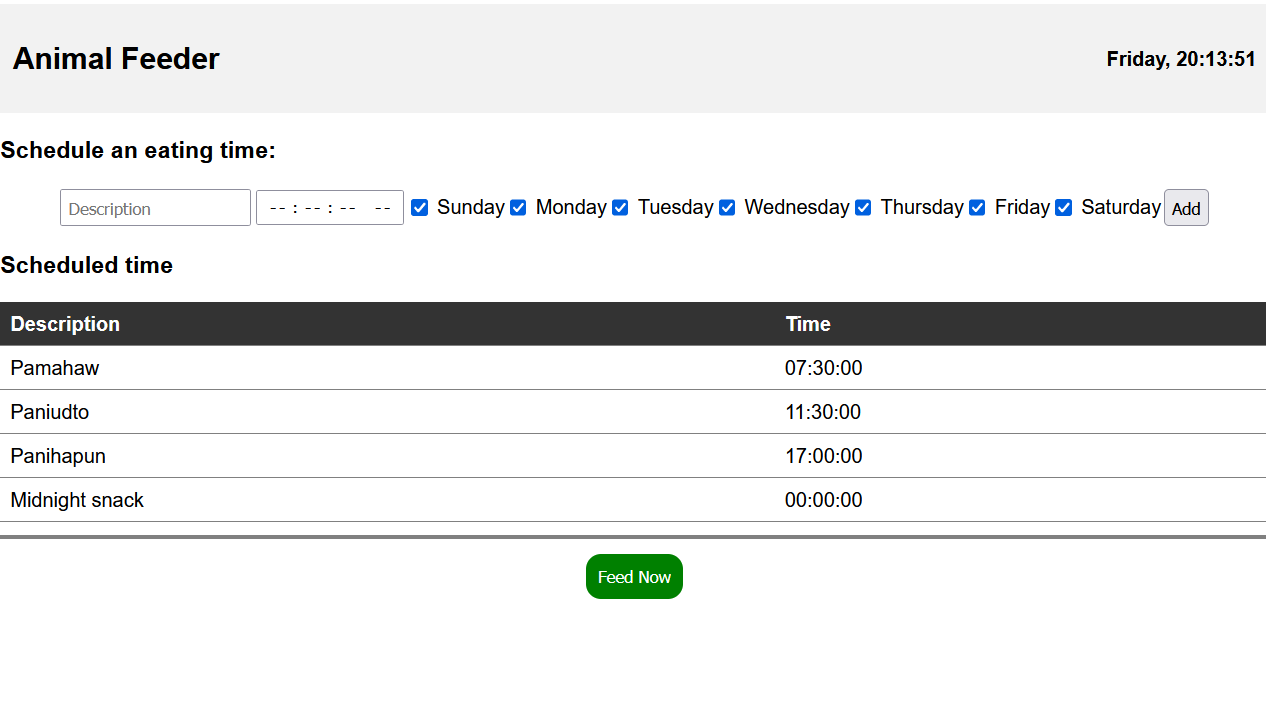 Animal Feeder Friday, 20:13:51
Schedule an eating time:
Description -- : -- : -- -- Sunday Monday Tuesday Wednesday Thursday Friday Saturday Add
Scheduled time
Description Time
Pamahaw 07:30:00
Paniudto 11:30:00
Panihapun 17:00:00
Midnight snack 00:00:00
Feed Now